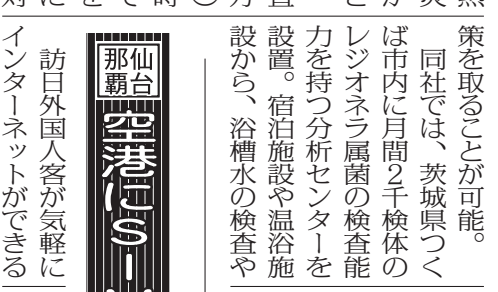 策を取ることが可能。
同社では、茨城県つく
ば市内に月間2千検体の
レジオネラ属菌の検査能
力を持つ分析センターを
設置。宿泊施設や温浴施
設から、浴槽水の検査や
仙台
那覇
空港にSI
訪日外国人客が気軽に
インターネットができる